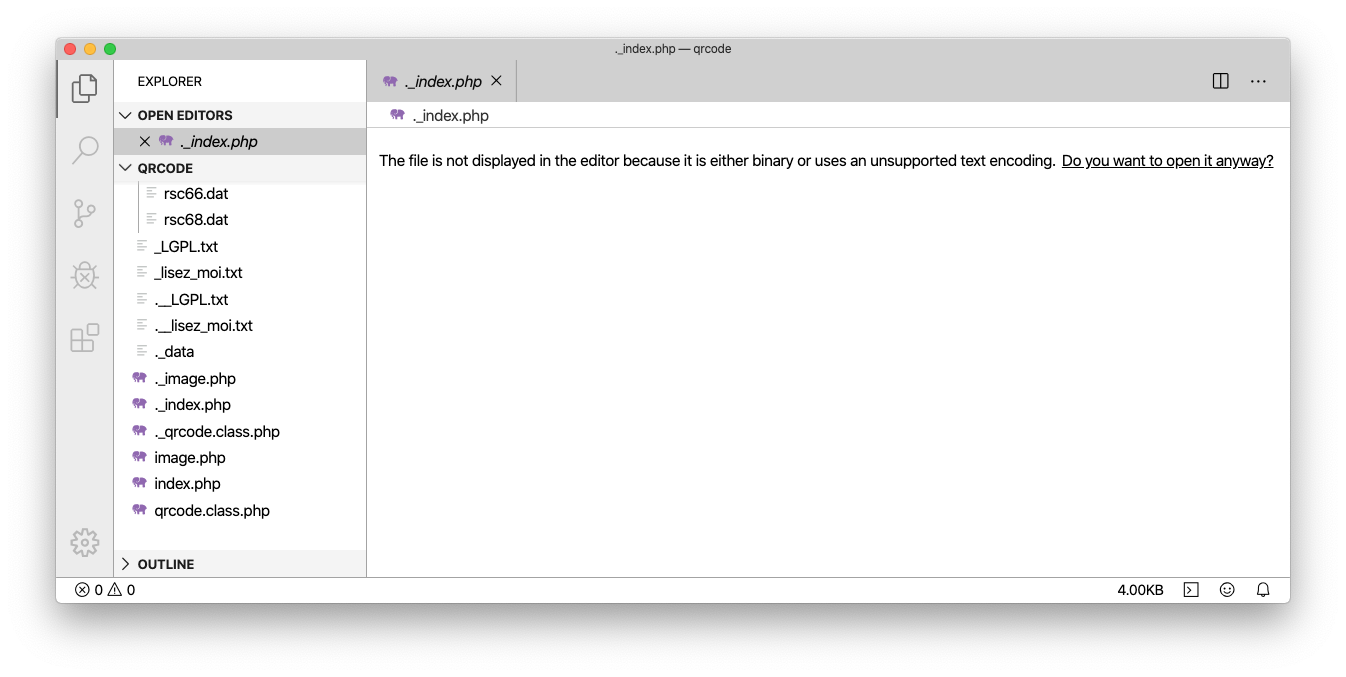 ._index.php — qrcode
EXPLORER
OPEN EDITORS
._index.php
QRCODE
rsc66.dat
rsc68.dat
_LGPL.txt
_lisez_moi.txt
.__LGPL.txt
.__lisez_moi.txt
._data
._image.php
._index.php
._qrcode.class.php
image.php
index.php
qrcode.class.php
OUTLINE
._index.php
._index.php
The file is not displayed in the editor because it is either binary or uses an unsupported text encoding. Do you want to open it anyway?
0 0
4.00KB